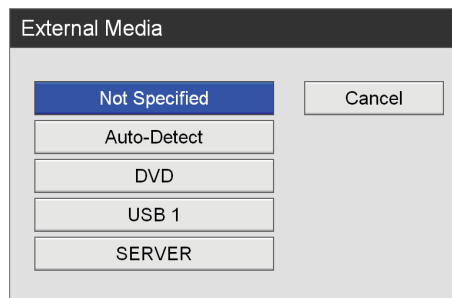 External Media
Not Specified
Cancel
Auto-Detect
DVD
USB 1
SERVER